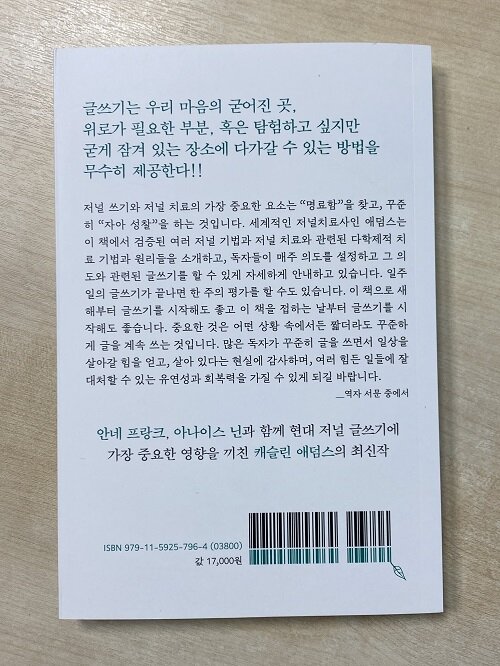 글쓰기는 우리 마음의 굳어진 곳,
위로가 필요한 부분, 혹은 탐험하고 싶지만
굳게 잠겨 있는 장소에 다가갈 수 있는 방법을
무수히 제공한다!!
저널 쓰기와 저널 치료의 가장 중요한 요소는 “명료함”을 찾고, 꾸준
히 “자아 성찰”을 하는 것입니다. 세계적인 저널치료사인 애덤스는
이 책에서 검증된 여러 저널 기법과 저널 치료와 관련된 다학제적 치
료 기법과 원리들을 소개하고, 독자들이 매주 의도를 설정하고 그 의
도와 관련된 글쓰기를 할 수 있게 자세하게 안내하고 있습니다. 일주
일의 글쓰기가 끝나면 한 주의 평가를 할 수도 있습니다. 이 책으로 새
해부터 글쓰기를 시작해도 좋고 이 책을 접하는 날부터 글쓰기를 시
작해도 좋습니다. 중요한 것은 어떤 상황 속에서든 짧더라도 꾸준하
게 글을 계속 쓰는 것입니다. 많은 독자가 꾸준히 글을 쓰면서 일상을
살아갈 힘을 얻고, 살아 있다는 현실에 감사하며, 여러 힘든 일들에 잘
대처할 수 있는 유연성과 회복력을 가질 수 있게 되길 바랍니다.
_역자 서문 중에서
안네 프랑크, 아나이스 닌과 함께 현대 저널 글쓰기에
가장 중요한 영향을 끼친 캐슬린 애덤스의 최신작
ISBN 979-11-5925-796-4 (03800)
값 17,000원